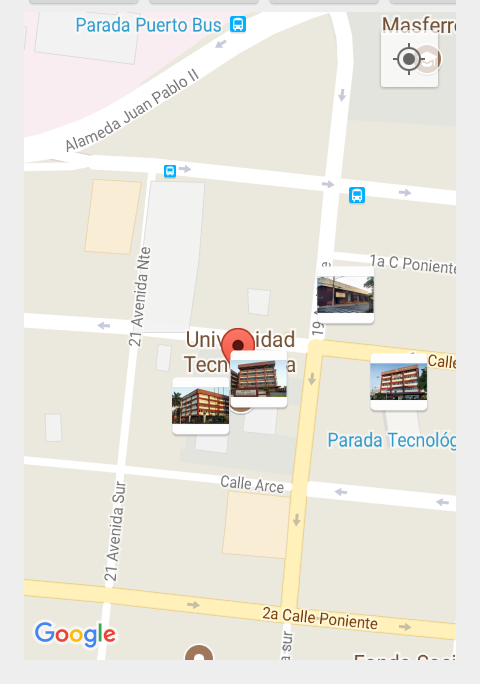 Parada Puerto Bus
Masferr
Alameda Juan Pablo II
1a C Poniente
21 Avenida Nte
19 A
Calle
Parada Tecnológ
Calle Arce
21 Avenida Sur
2a Calle Poniente
a sur
Google